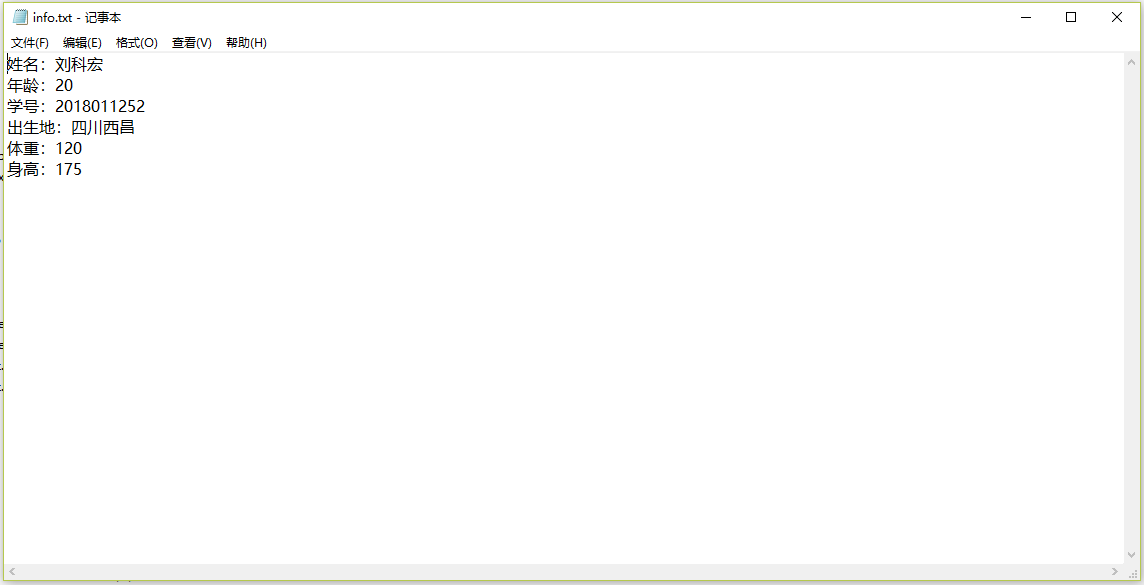 info.txt - 记事本
文件(F) 编辑(E) 格式(O) 查看(V) 帮助(H)
姓名：刘科宏
年龄：20
学号：2018011252
出生地：四川西昌
体重：120
身高：175